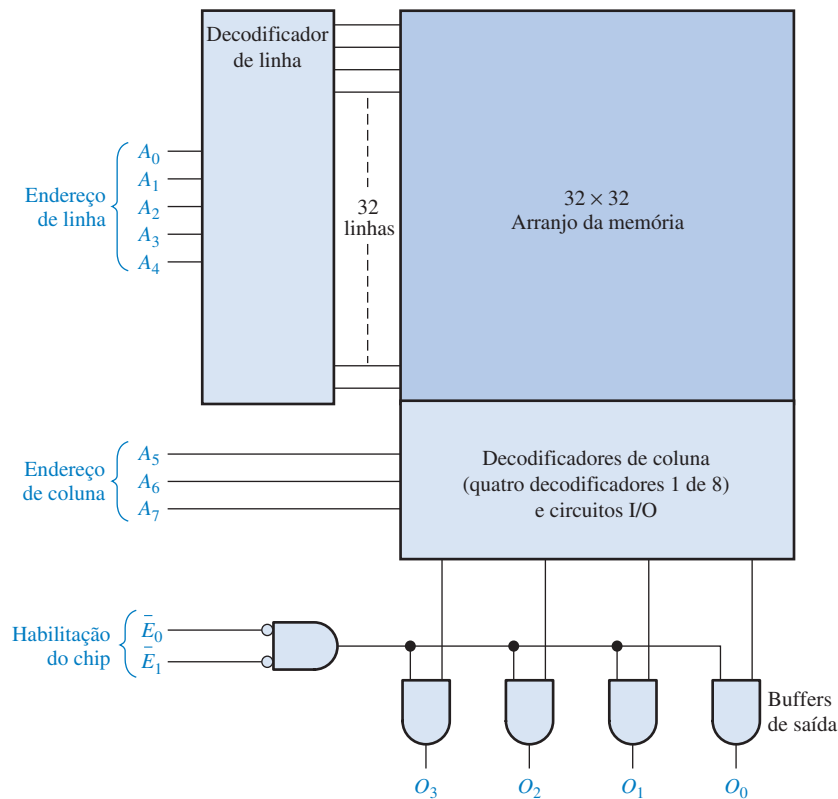 Decodificador
de linha
A0
A1
A2
A3
A4
Endereço
de linha
32
linhas
32 × 32
Arranjo da memória
A5
A6
A7
Endereço
de coluna
Decodificadores de coluna
(quatro decodificadores 1 de 8)
e circuitos I/O
Habilitação
do chip
Ē0
Ē1
Buffers
de saída
O3
O2
O1
O0